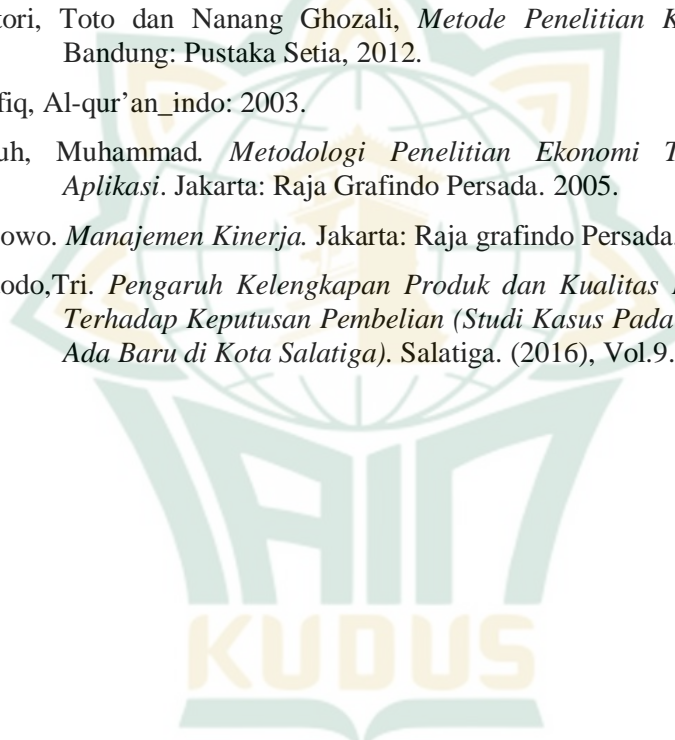 tori, Toto dan Nanang Ghozali, Metode Penelitian K
Bandung: Pustaka Setia, 2012.
fiq, Al-qur’an_indo: 2003.
uh, Muhammad. Metodologi Penelitian Ekonomi T
Aplikasi. Jakarta: Raja Grafindo Persada. 2005.
owo. Manajemen Kinerja. Jakarta: Raja grafindo Persada.
odo,Tri. Pengaruh Kelengkapan Produk dan Kualitas
Terhadap Keputusan Pembelian (Studi Kasus Pada
Ada Baru di Kota Salatiga). Salatiga. (2016), Vol.9.
IAIN
KUDUS